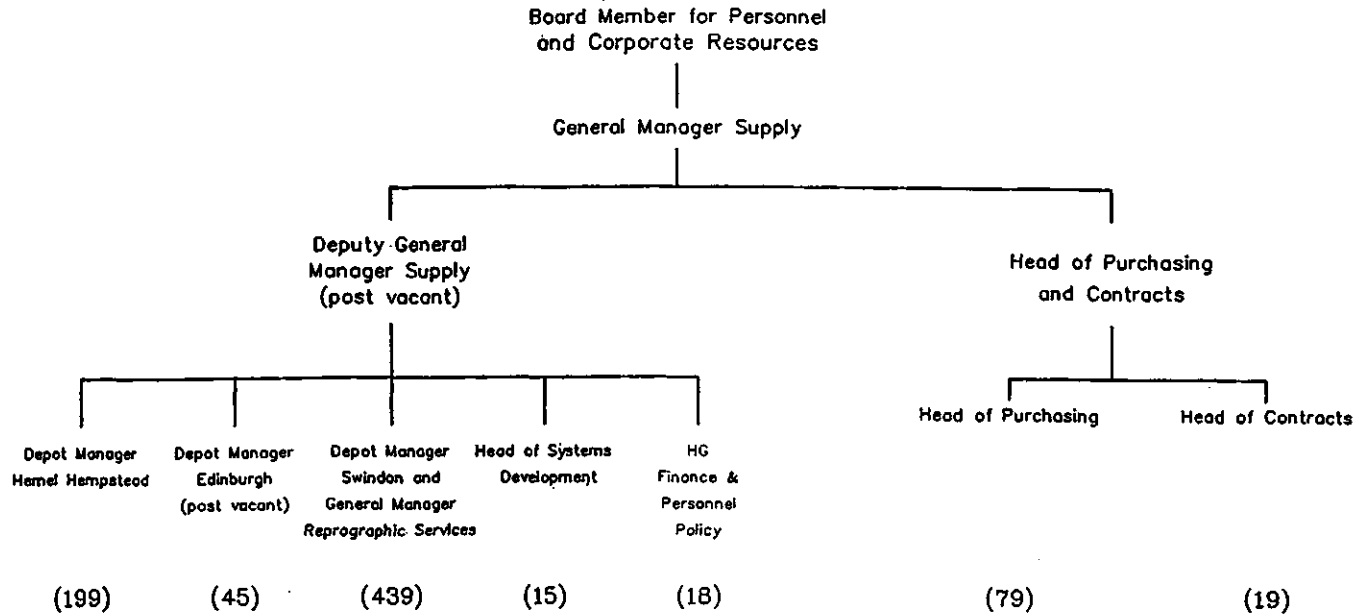 Board Member for Personnel
and Corporate Resources
General Manager Supply
Deputy General
Manager Supply
(post vacant)
Head of Purchasing
and Contracts
Depot Manager
Hemel Hempstead
Depot Manager
Edinburgh
(post vacant)
Depot Manager
Swindon and
General Manager
Reprographic Services
Head of Systems
Development
HG
Finance &
Personnel
Policy
Head of Purchasing
Head of Contracts
(199)
(45)
(439)
(15)
(18)
(79)
(19)